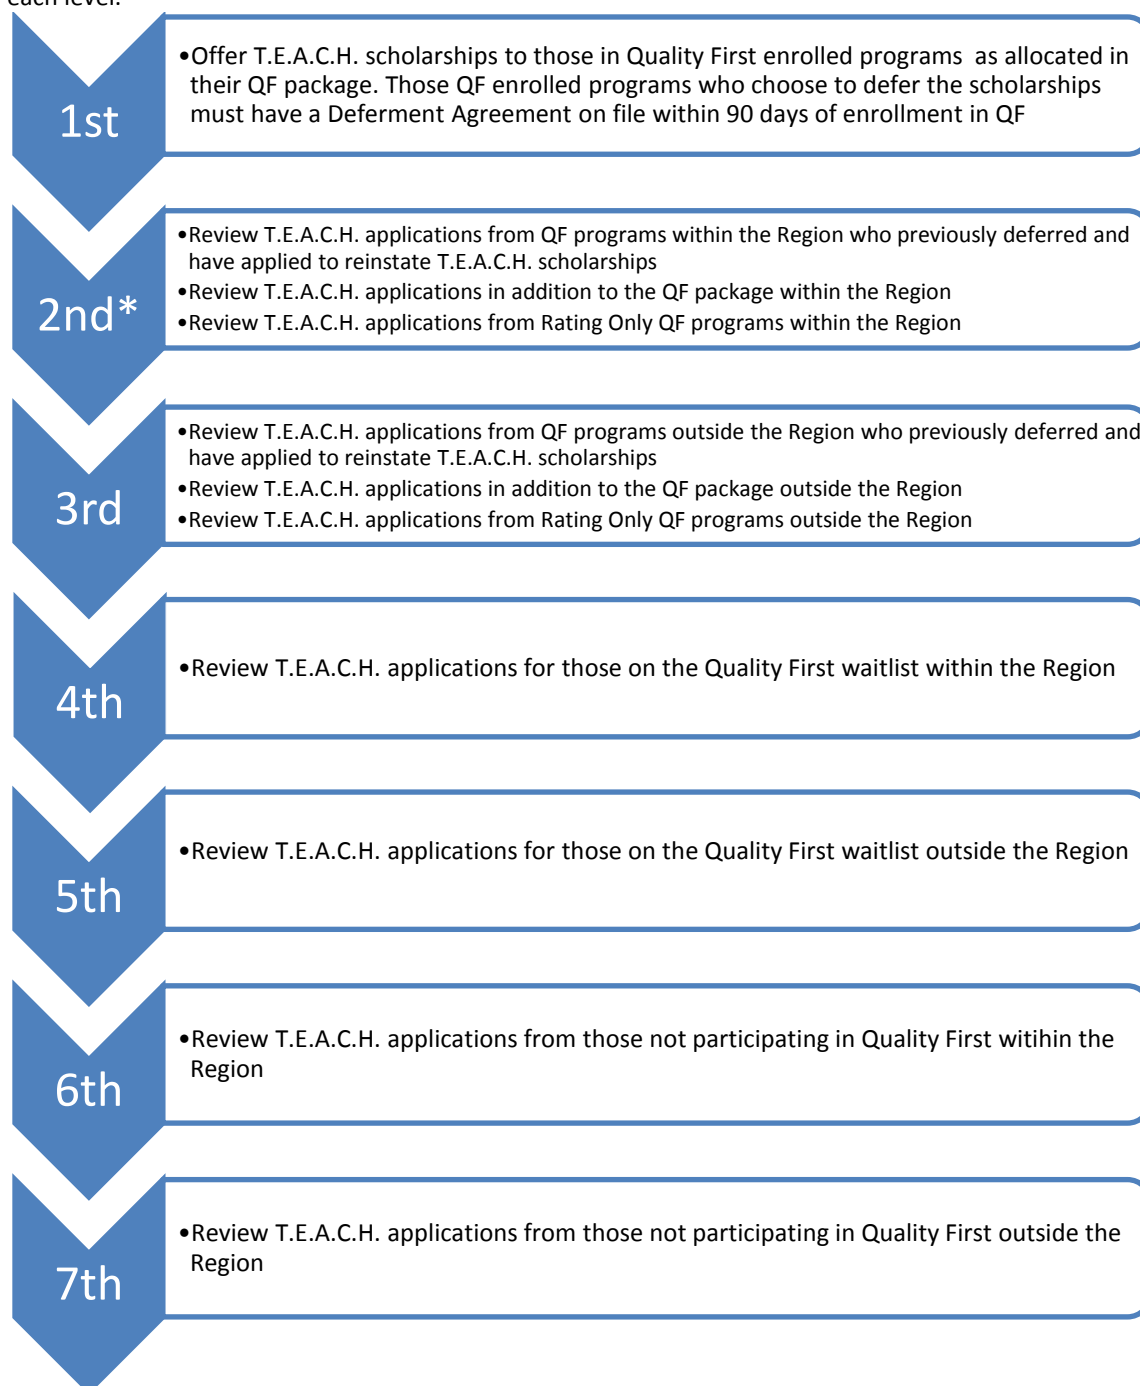 each level.
•Offer T.E.A.C.H. scholarships to those in Quality First enrolled programs as allocated in
their QF package. Those QF enrolled programs who choose to defer the scholarships
must have a Deferment Agreement on file within 90 days of enrollment in QF
1st
•Review T.E.A.C.H. applications from QF programs within the Region who previously deferred and
have applied to reinstate T.E.A.C.H. scholarships
•Review T.E.A.C.H. applications in addition to the QF package within the Region
•Review T.E.A.C.H. applications from Rating Only QF programs within the Region
2nd*
•Review T.E.A.C.H. applications from QF programs outside the Region who previously deferred and
have applied to reinstate T.E.A.C.H. scholarships
•Review T.E.A.C.H. applications in addition to the QF package outside the Region
•Review T.E.A.C.H. applications from Rating Only QF programs outside the Region
3rd
•Review T.E.A.C.H. applications for those on the Quality First waitlist within the Region
4th
•Review T.E.A.C.H. applications for those on the Quality First waitlist outside the Region
5th
•Review T.E.A.C.H. applications from those not participating in Quality First witihin the
Region
6th
•Review T.E.A.C.H. applications from those not participating in Quality First outside the
Region
7th